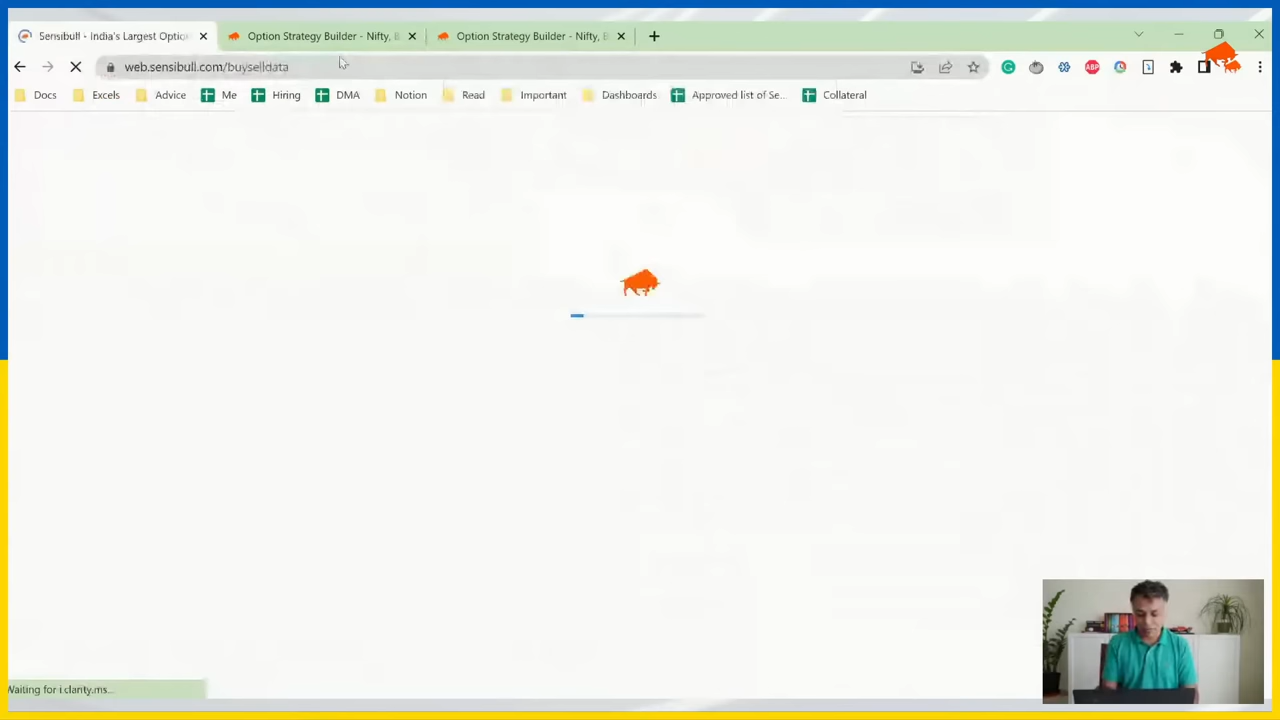 Sensibull - India's Largest Optio
Option Strategy Builder - Nifty, B
Option Strategy Builder - Nifty, B
web.sensibull.com/buyselldata
ABP
Docs
Excels
Advice
Me
Hiring
DMA
Notion
Read
Important
Dashboards
Approved list of Se...
Collateral
Waiting for i.clarity.ms...